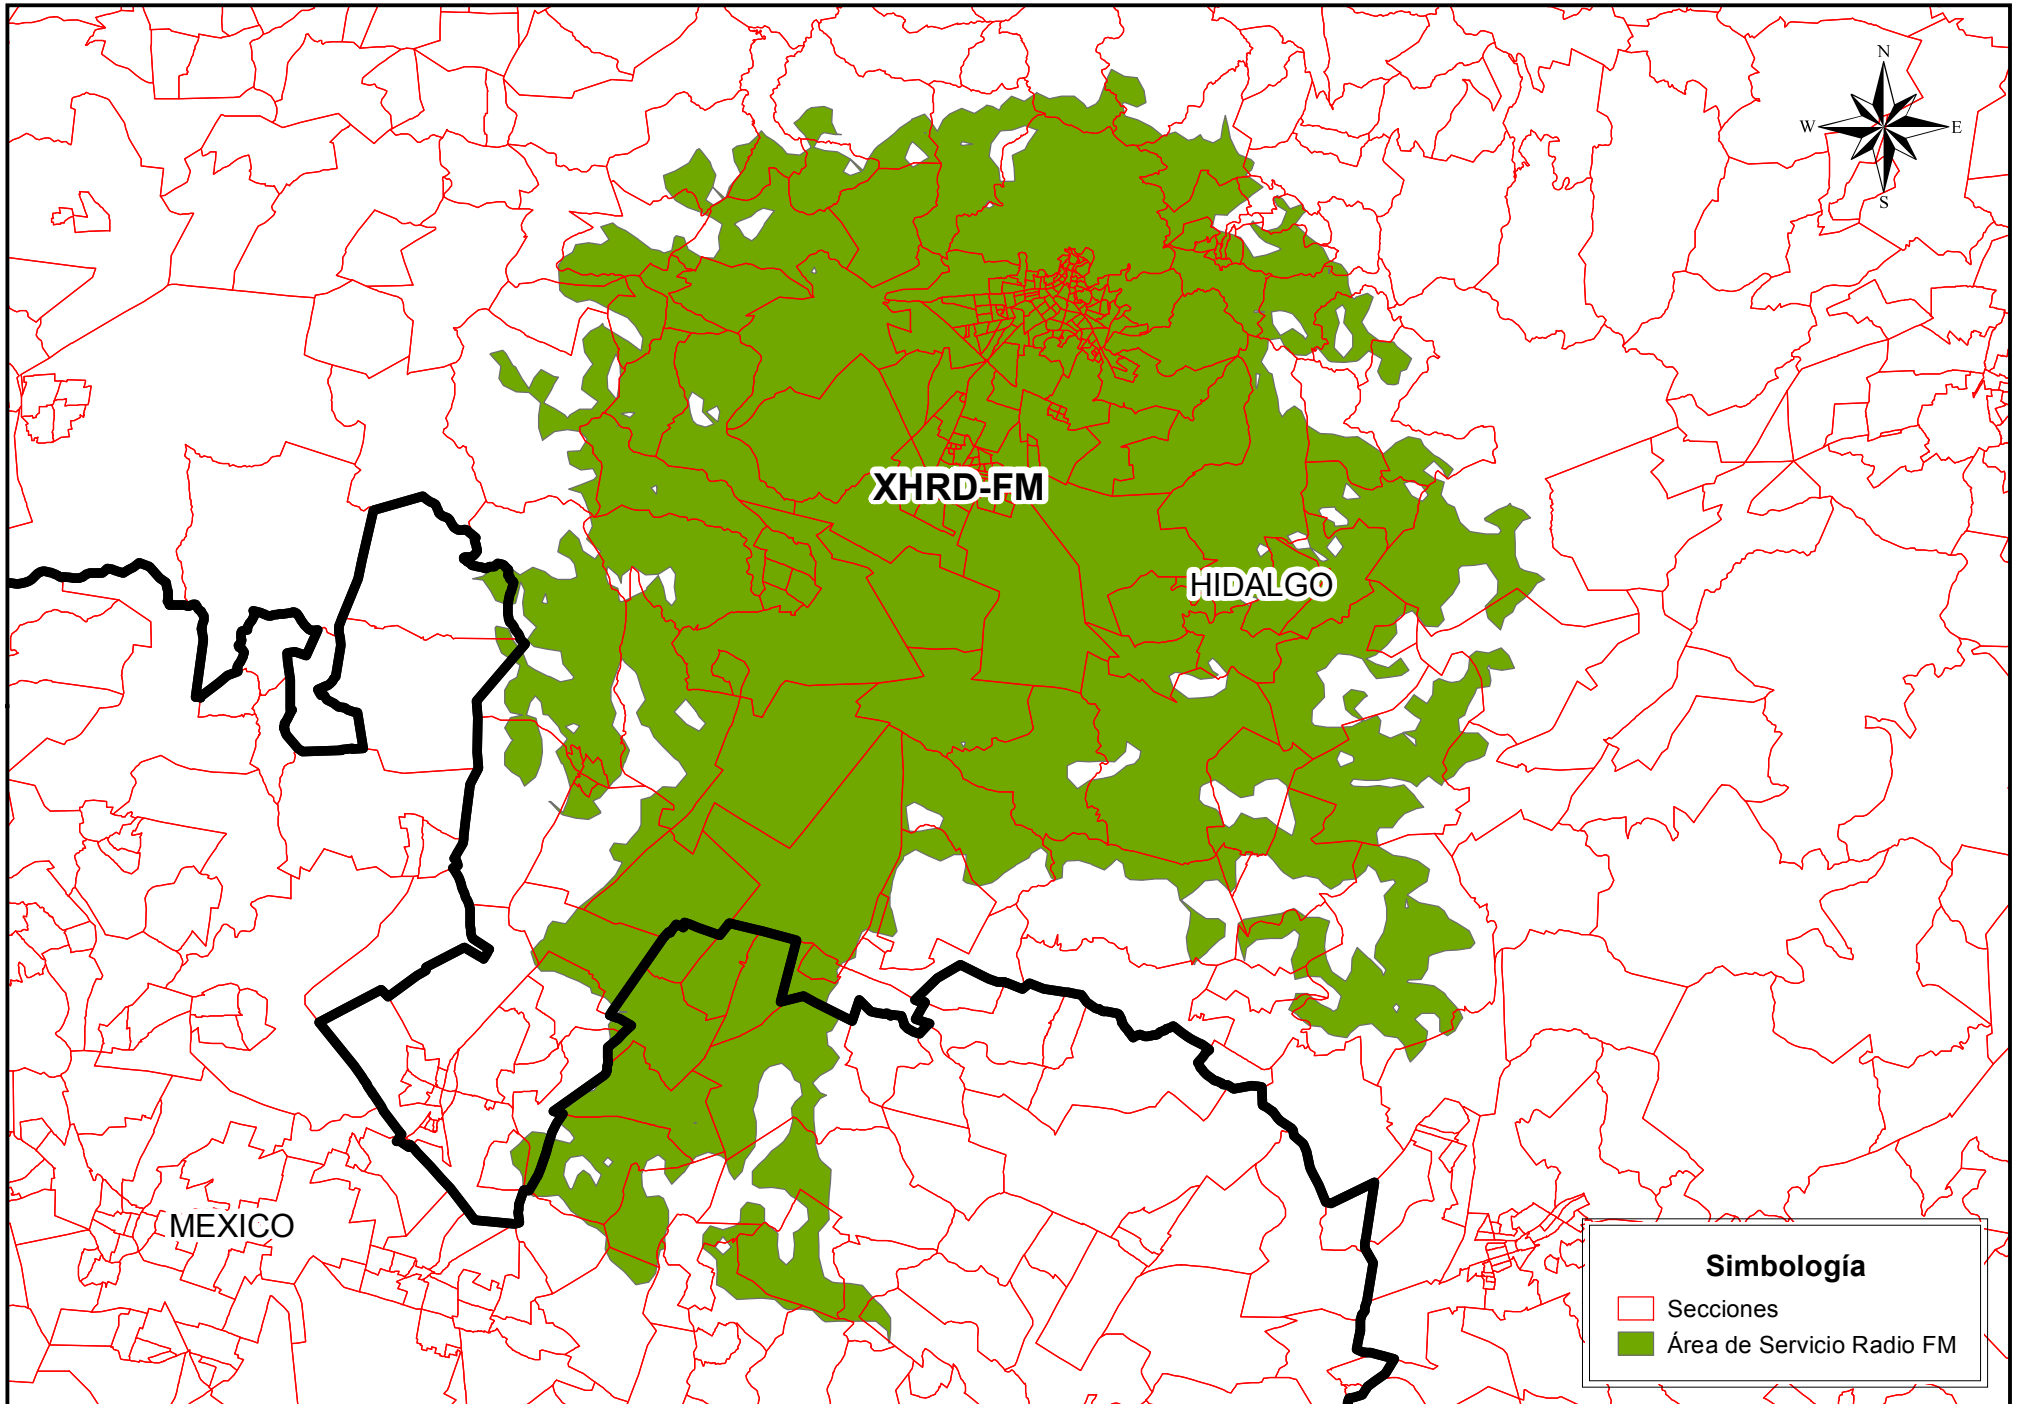 N
W E
S
XHRD-FM
HIDALGO
MEXICO
Simbología
Secciones
Área de Servicio Radio FM